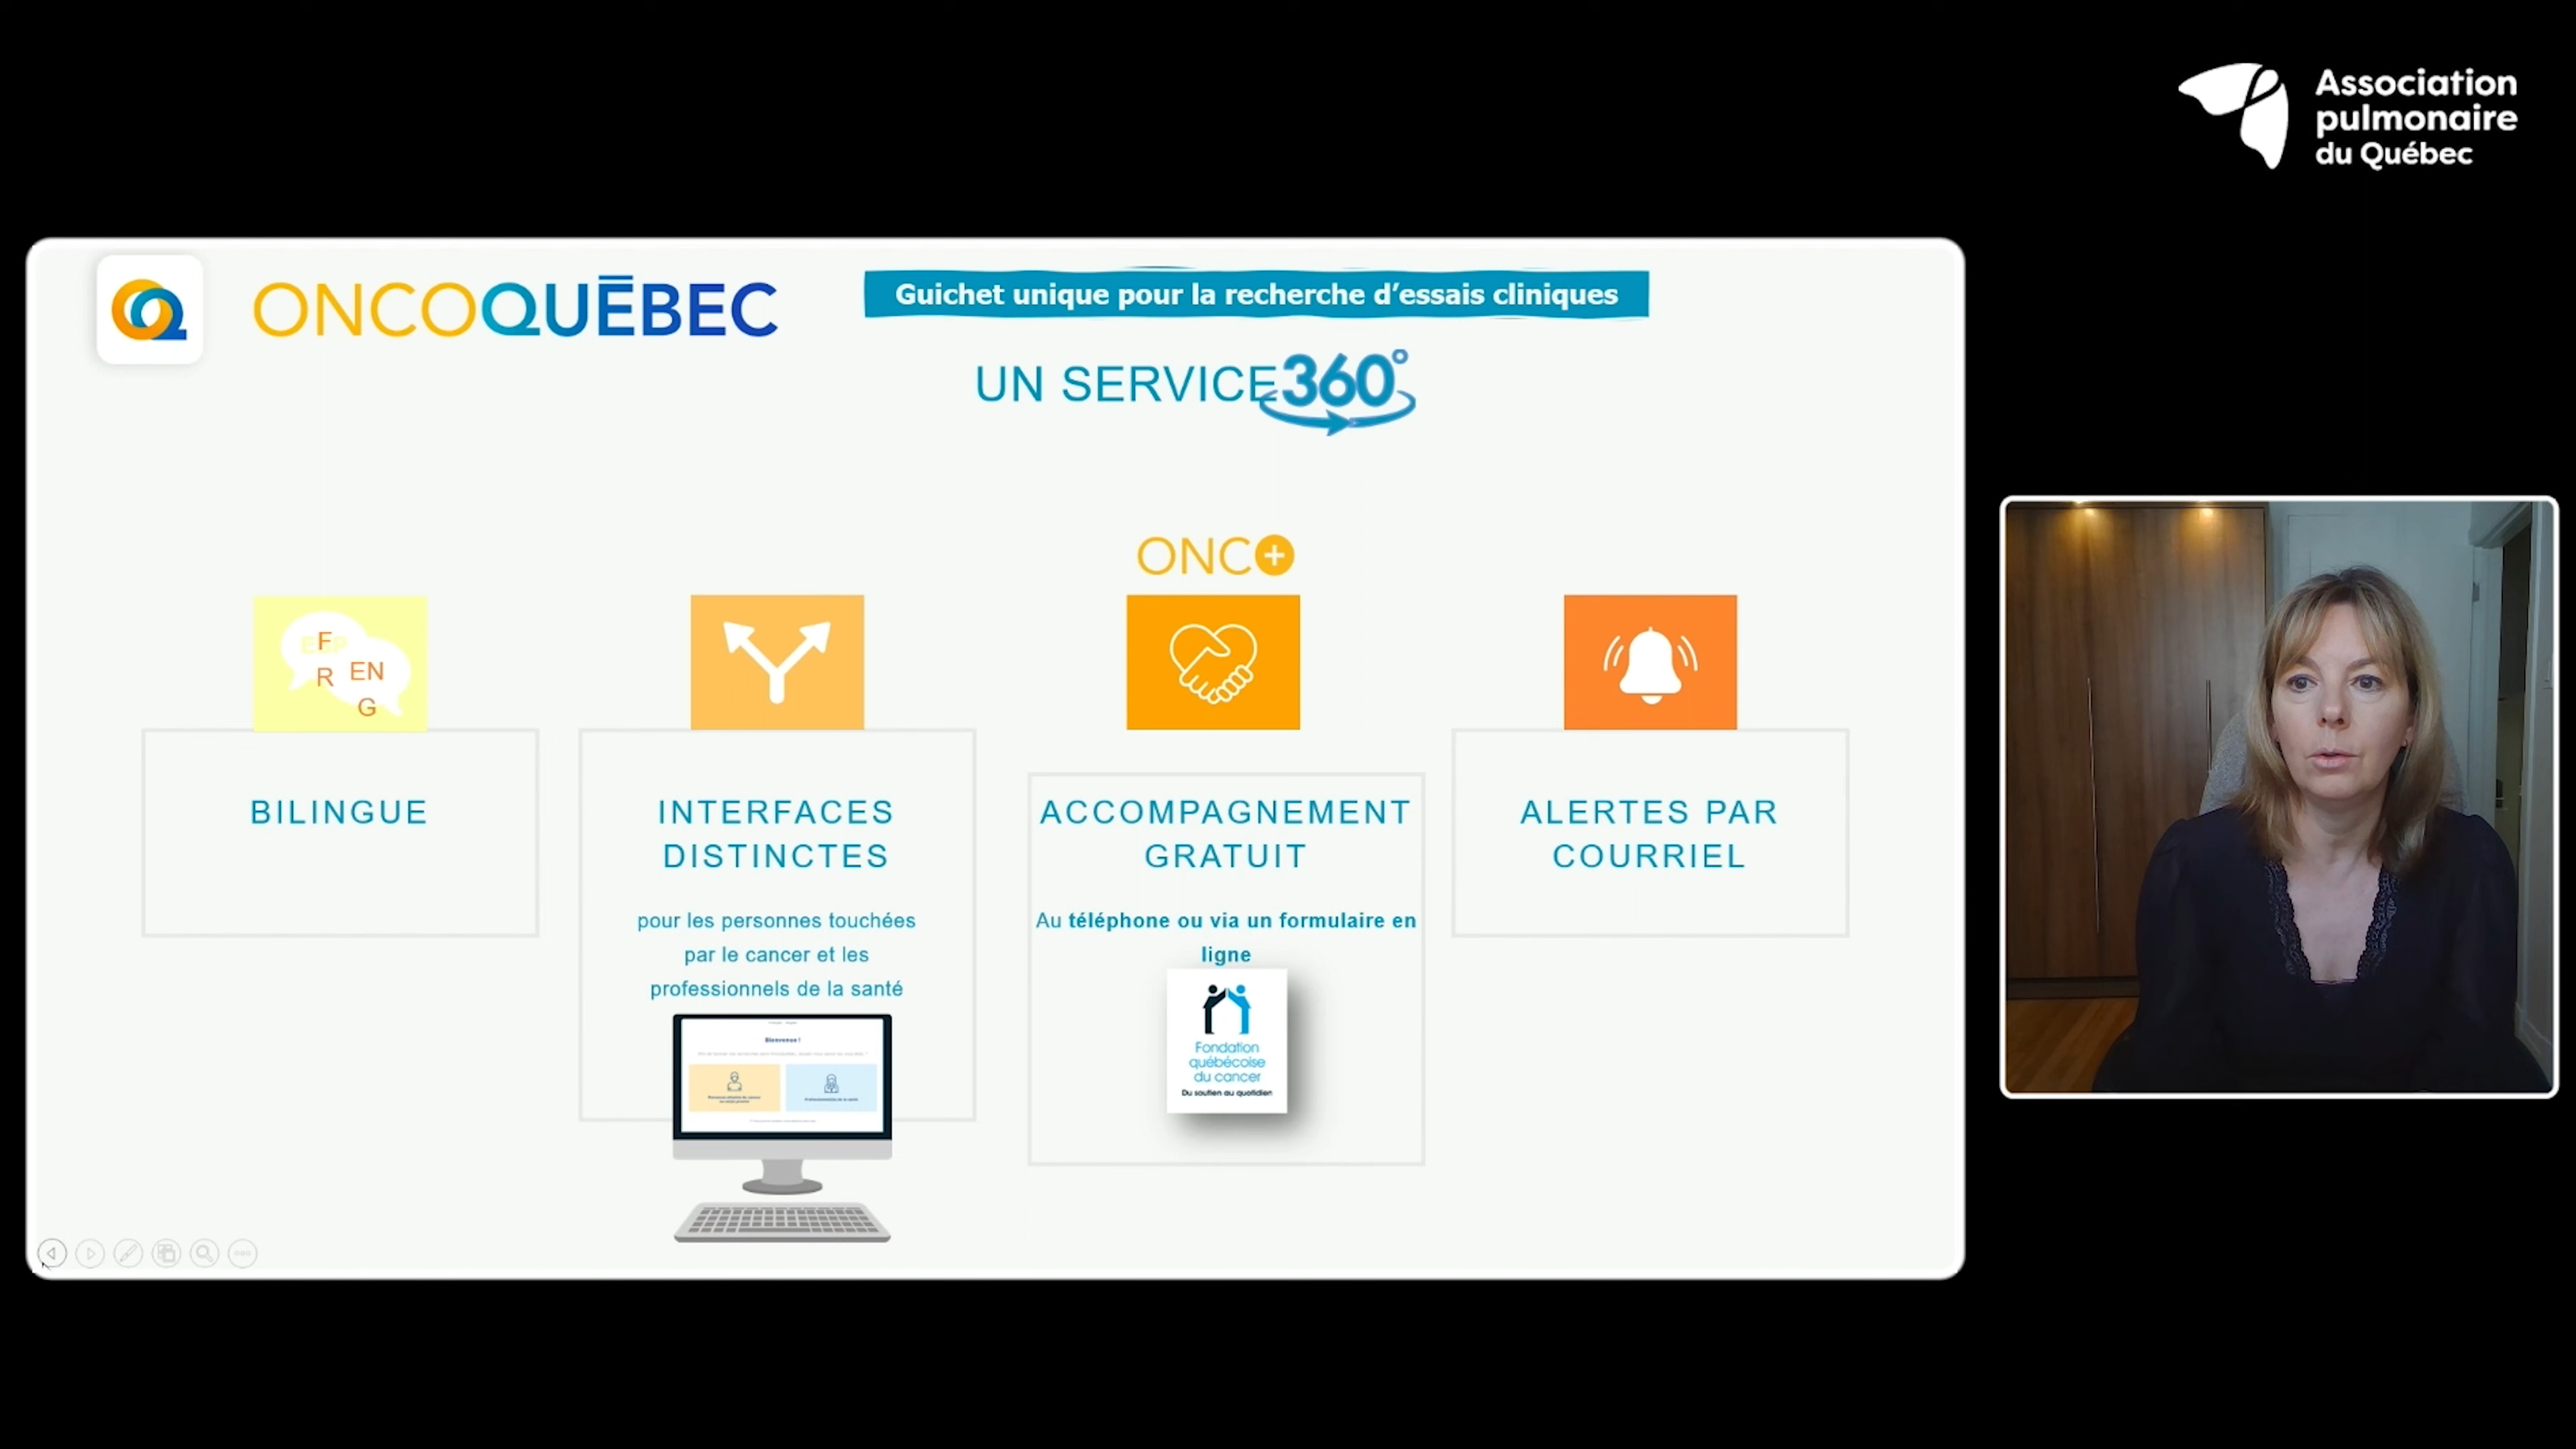 Association
pulmonaire
du Québec
ONCOQUĒBEC
Guichet unique pour la recherche d’essais cliniques
UN SERVICE 360°
ONC+
F
R
EN
G
BILINGUE
INTERFACES
DISTINCTES
pour les personnes touchées
par le cancer et les
professionnels de la santé
Bienvenue !
ACCOMPAGNEMENT
GRATUIT
Au téléphone ou via un formulaire en
ligne
Fondation
québécoise
du cancer
Du soutien au quotidien
ALERTES PAR
COURRIEL